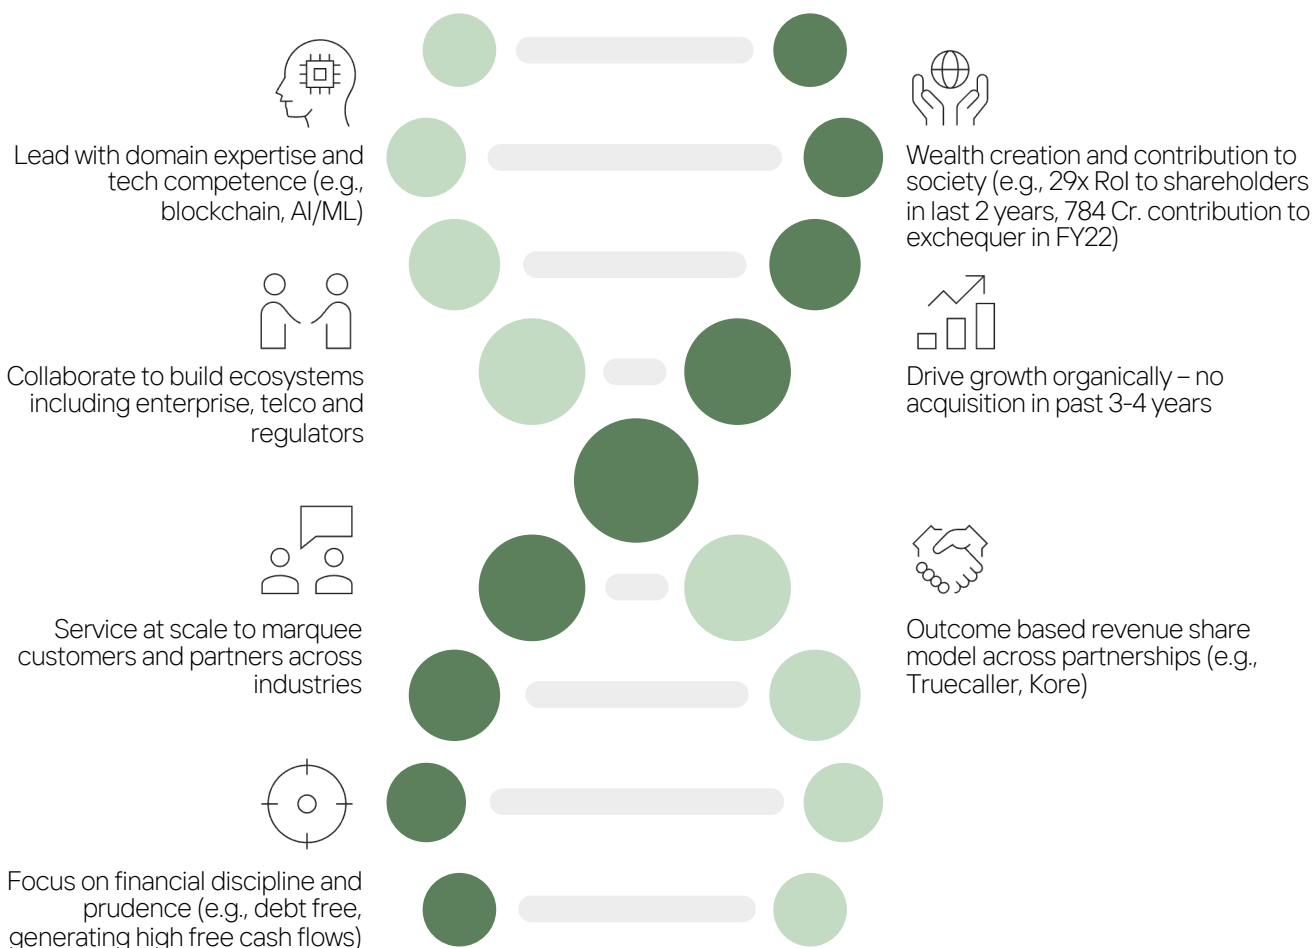 Lead with domain expertise and
tech competence (e.g.,
blockchain, AI/ML)
Collaborate to build ecosystems
including enterprise, telco and
regulators
Service at scale to marquee
customers and partners across
industries
Focus on financial discipline and
prudence (e.g., debt free,
generating high free cash flows)
Wealth creation and contribution to
society (e.g., 29x RoI to shareholders
in last 2 years, 784 Cr. contribution to
exchequer in FY22)
Drive growth organically – no
acquisition in past 3-4 years
Outcome based revenue share
model across partnerships (e.g.,
Truecaller, Kore)